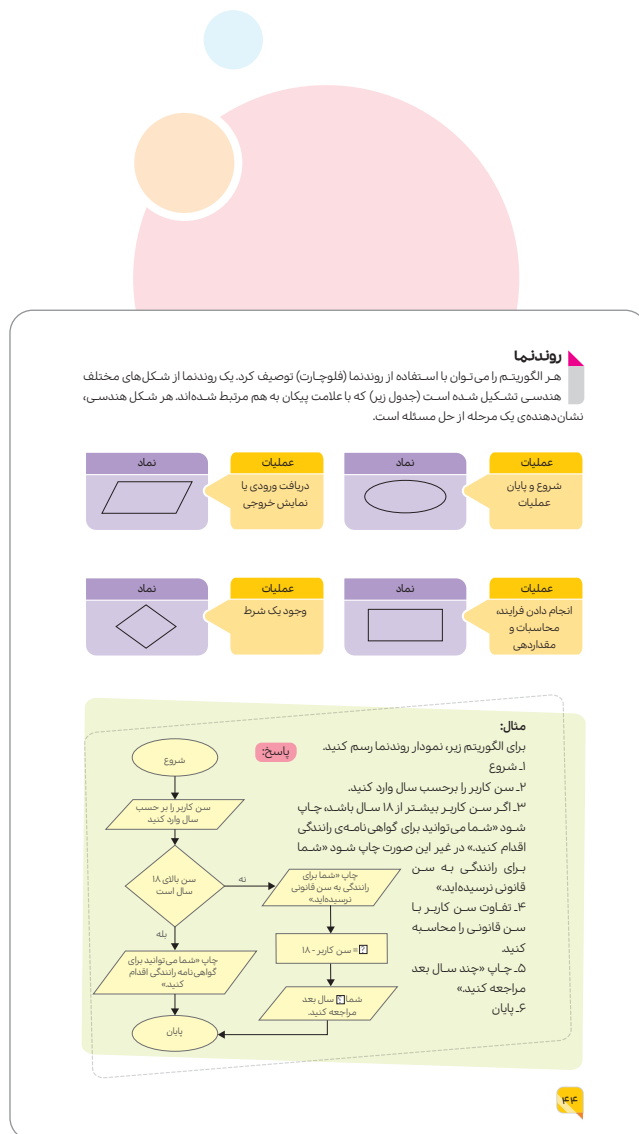 روندنما
هر الگوریتم را می‌توان با استفاده از روندنما (فلوچارت) توصیف کرد. یک روندنما از شکل‌های مختلف
هندسی تشکیل شده است (جدول زیر) که با علامت پیکان به هم مرتبط شده‌اند. هر شکل هندسی،
نشان‌دهنده‌ی یک مرحله از حل مسئله است.
عملیات
نماد
شروع و پایان
عملیات
عملیات
نماد
دریافت ورودی یا
نمایش خروجی
عملیات
نماد
انجام دادن فرایند،
محاسبات و
مقداردهی
عملیات
نماد
وجود یک شرط
مثال:
برای الگوریتم زیر، نمودار روندنما رسم کنید.
۱ـ شروع
۲ـ سن کاربر را برحسب سال وارد کنید.
۳ـ اگر سن کاربر بیشتر از ۱۸ سال باشد، چاپ
شود «شما می‌توانید برای گواهی نامه‌ی رانندگی
اقدام کنید.» در غیر این صورت چاپ شود «شما
برای رانندگی به سن
قانونی نرسیده‌اید.»
۴ـ تفاوت سن کاربر با
سن قانونی را محاسبه
کنید.
۵ـ چاپ «چند سال بعد
مراجعه کنید.»
۶ـ پایان
پاسخ:
شروع
سن کاربر را بر حسب
سال وارد کنید
سن بالای ۱۸
سال است
نه
بله
چاپ «شما برای
رانندگی به سن قانونی
نرسیده‌اید.»
= سن کاربر - ۱۸
شما سال بعد
مراجعه کنید.
چاپ «شما می‌توانید برای
گواهی‌نامه رانندگی اقدام
کنید.»
پایان
۴۴